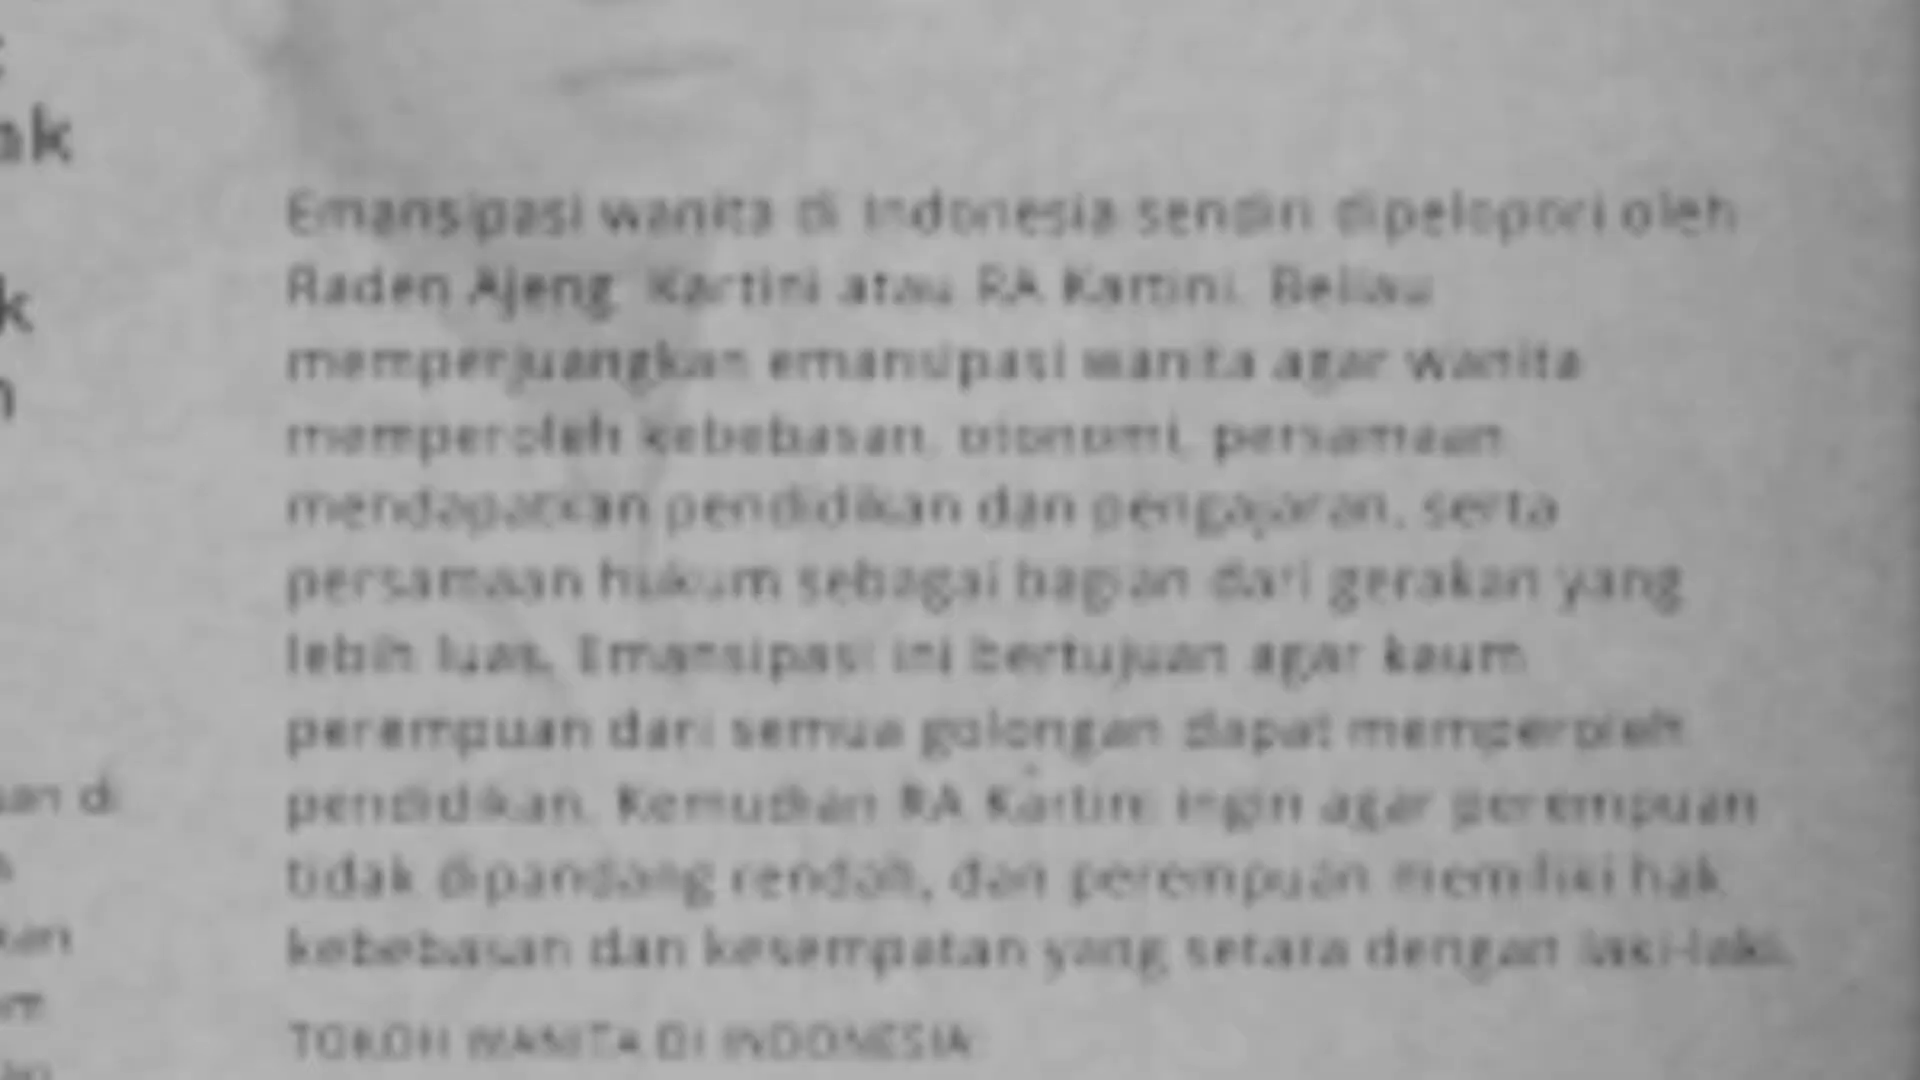 ak
k
n
Emansipasi wanita di Indonesia sendiri dipelopori oleh
Raden Ajeng Kartini atau RA Kartini. Beliau
memperjuangkan emansipasi wanita agar wanita
memperoleh kebebasan, otonomi, persamaan
mendapatkan pendidikan dan pengajaran, serta
persamaan hukum sebagai bagian dari gerakan yang
lebih luas. Emansipasi ini bertujuan agar kaum
perempuan dari semua golongan dapat memperoleh
pendidikan. Kemudian RA Kartini ingin agar perempuan
tidak dipandang rendah, dan perempuan memiliki hak
kebebasan dan kesempatan yang setara dengan laki-laki.
TOKOH WANITA DI INDONESIA